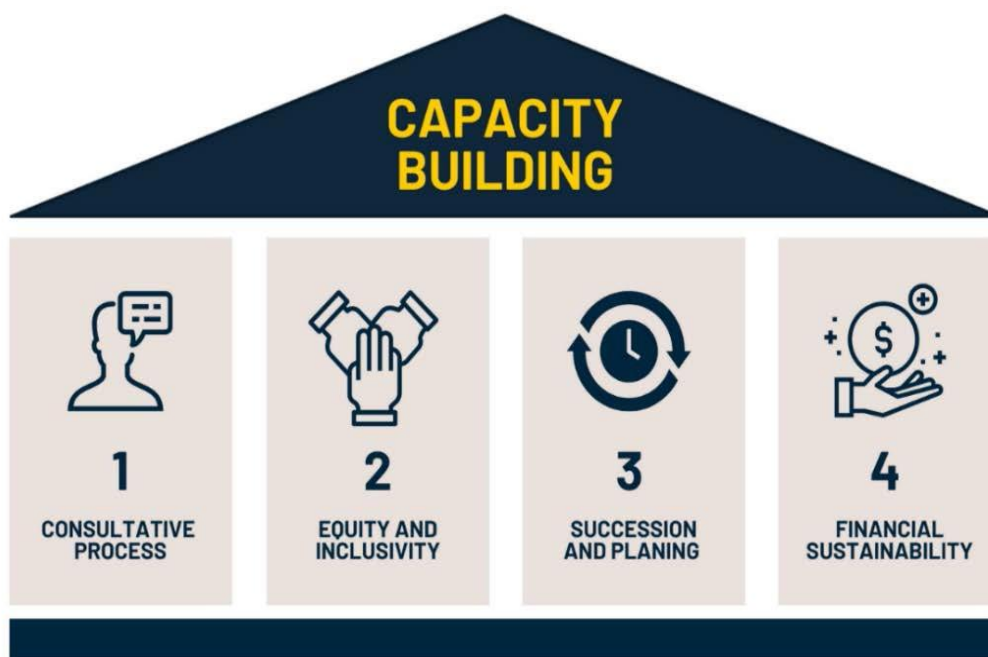 CAPACITY
BUILDING
1
CONSULTATIVE
PROCESS
2
EQUITY AND
INCLUSIVITY
3
SUCCESSION
AND PLANING
$
4
FINANCIAL
SUSTAINABILITY